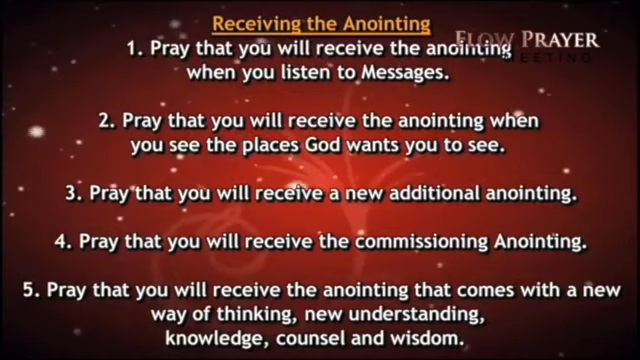 Receiving the Anointing
FLOW PRAYER
MEETING
1. Pray that you will receive the anointing
when you listen to Messages.
2. Pray that you will receive the anointing when
you see the places God wants you to see.
3. Pray that you will receive a new additional anointing.
4. Pray that you will receive the commissioning Anointing.
5. Pray that you will receive the anointing that comes with a new
way of thinking, new understanding,
knowledge, counsel and wisdom.